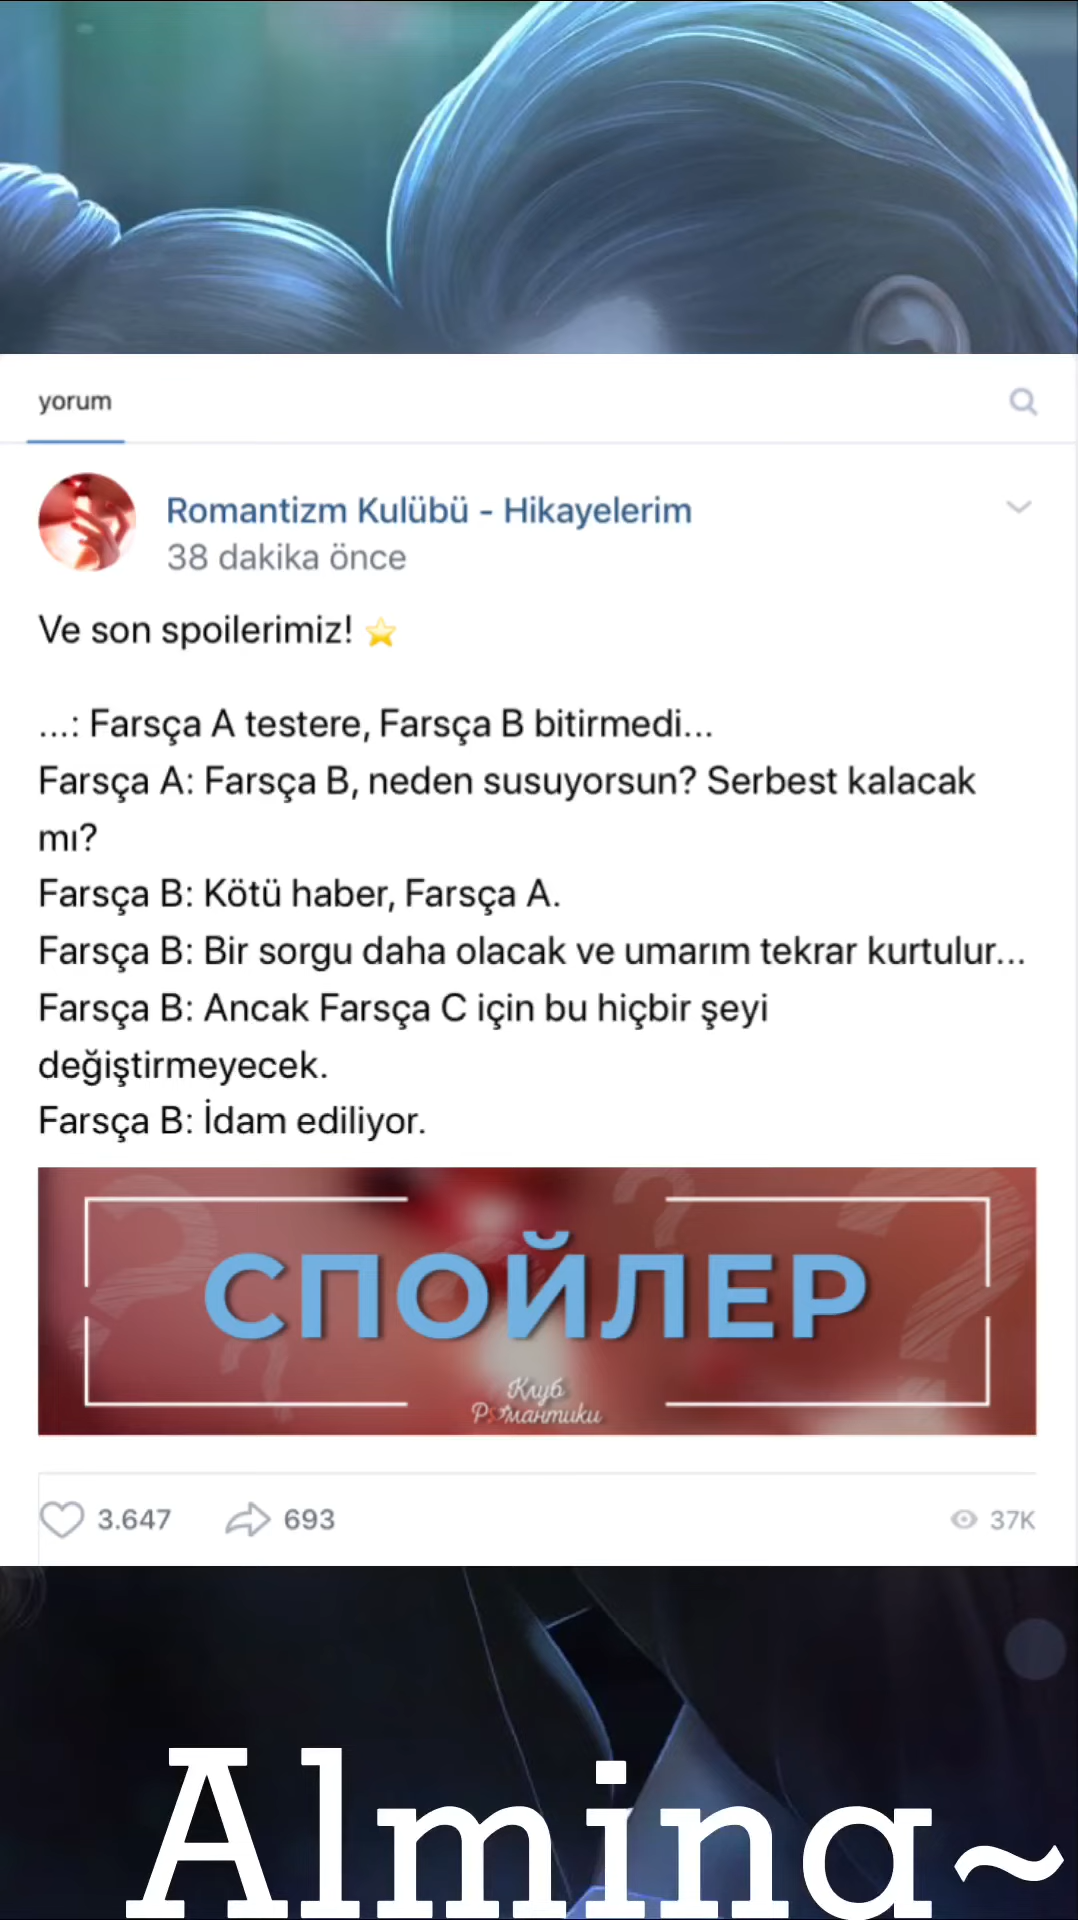 yorum
Romantizm Kulübü - Hikayelerim
38 dakika önce
Ve son spoilerimiz! ⭐
...: Farsça A testere, Farsça B bitirmedi...
Farsça A: Farsça B, neden susuyorsun? Serbest kalacak
mı?
Farsça B: Kötü haber, Farsça A.
Farsça B: Bir sorgu daha olacak ve umarım tekrar kurtulur...
Farsça B: Ancak Farsça C için bu hiçbir şeyi
değiştirmeyecek.
Farsça B: İdam ediliyor.
СПОЙЛЕР
Клуб
Романтики
3.647
693
37K
Almina~